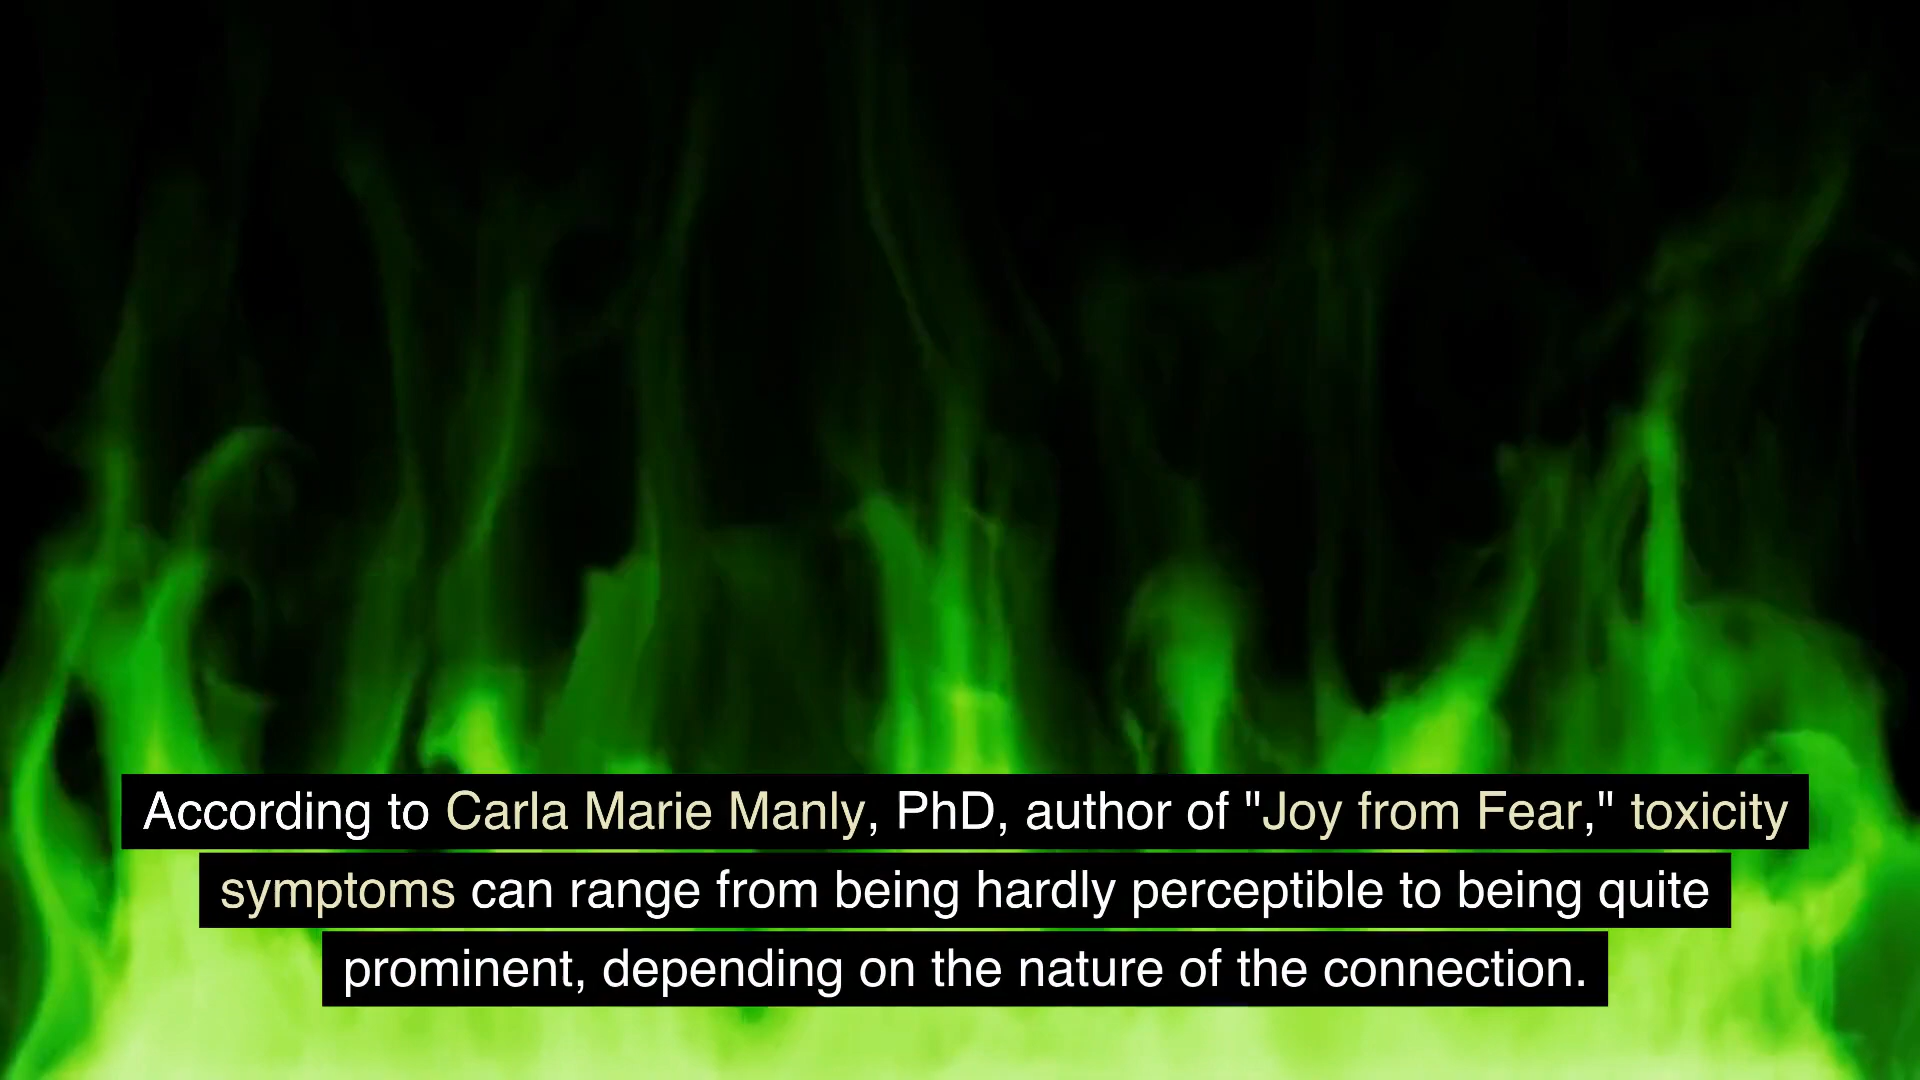 According to Carla Marie Manly, PhD, author of "Joy from Fear," toxicity
symptoms can range from being hardly perceptible to being quite
prominent, depending on the nature of the connection.